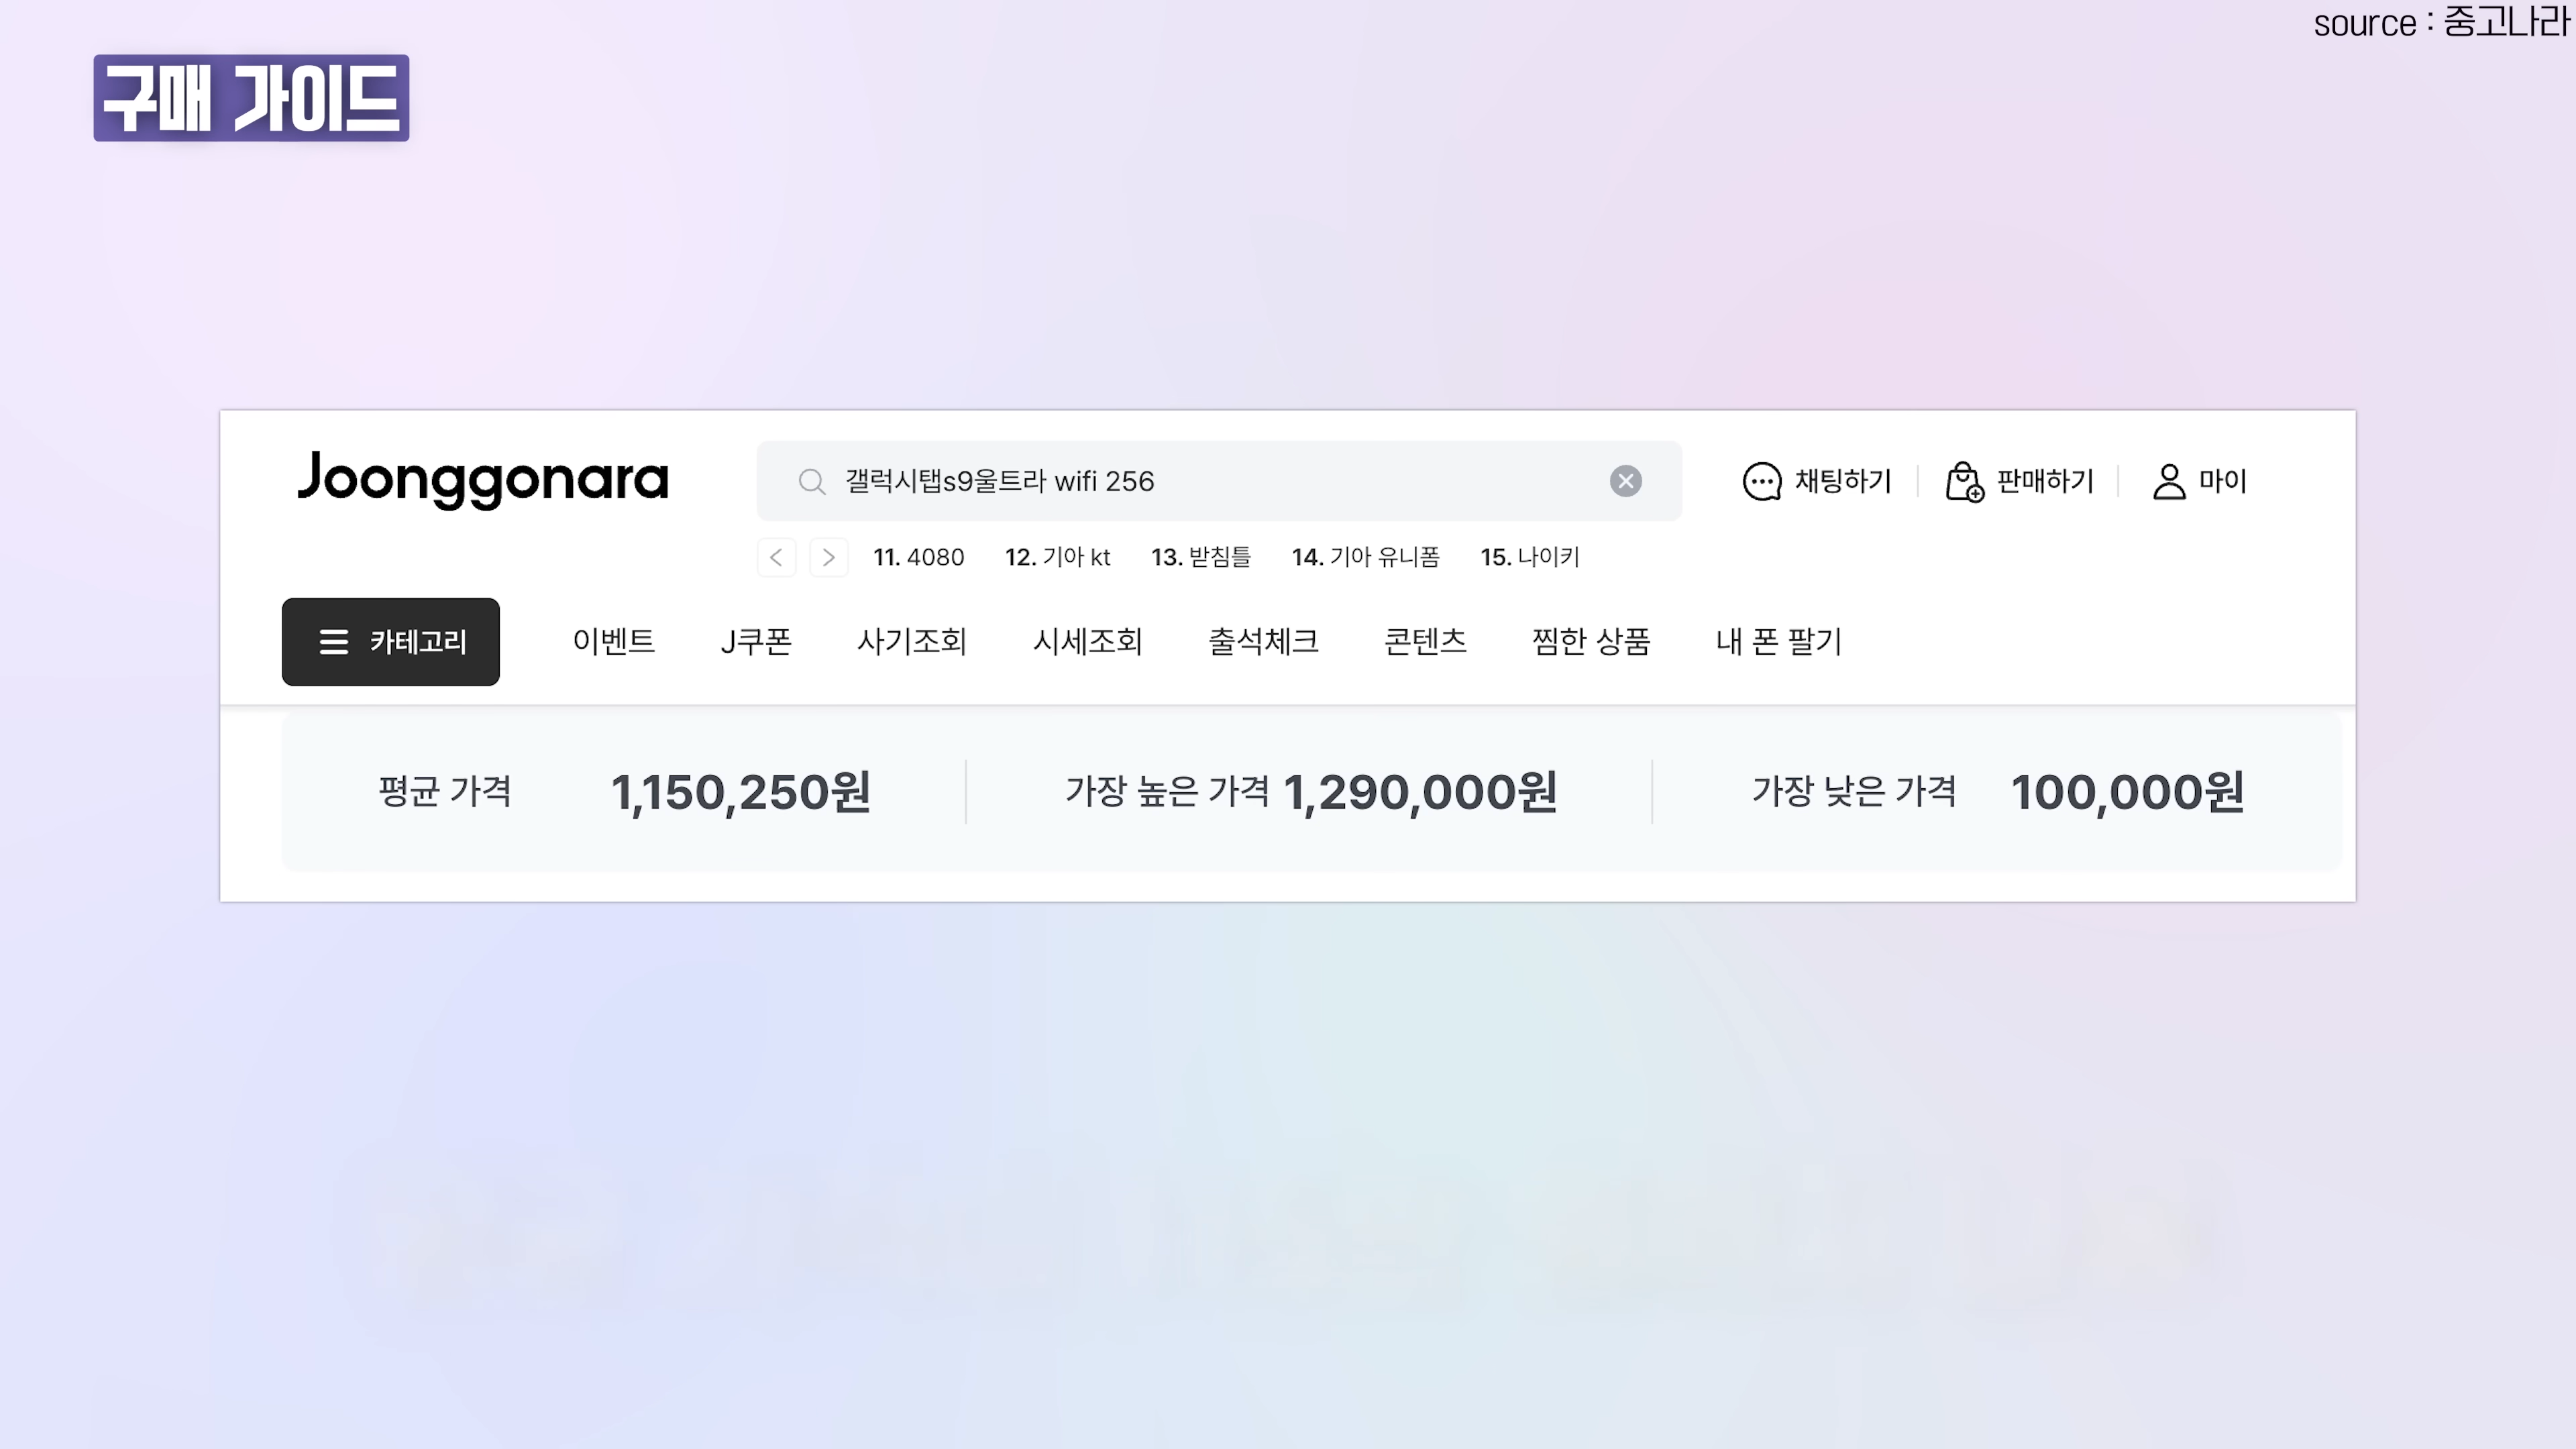 source : 중고나라
구매 가이드
Joonggonara
갤럭시탭s9울트라 wifi 256
채팅하기
판매하기
마이
11. 4080 12. 기아 kt 13. 받침틀 14. 기아 유니폼 15. 나이키
카테고리 이벤트 J쿠폰 사기조회 시세조회 출석체크 콘텐츠 찜한 상품 내 폰 팔기
평균 가격 1,150,250원 가장 높은 가격 1,290,000원 가장 낮은 가격 100,000원